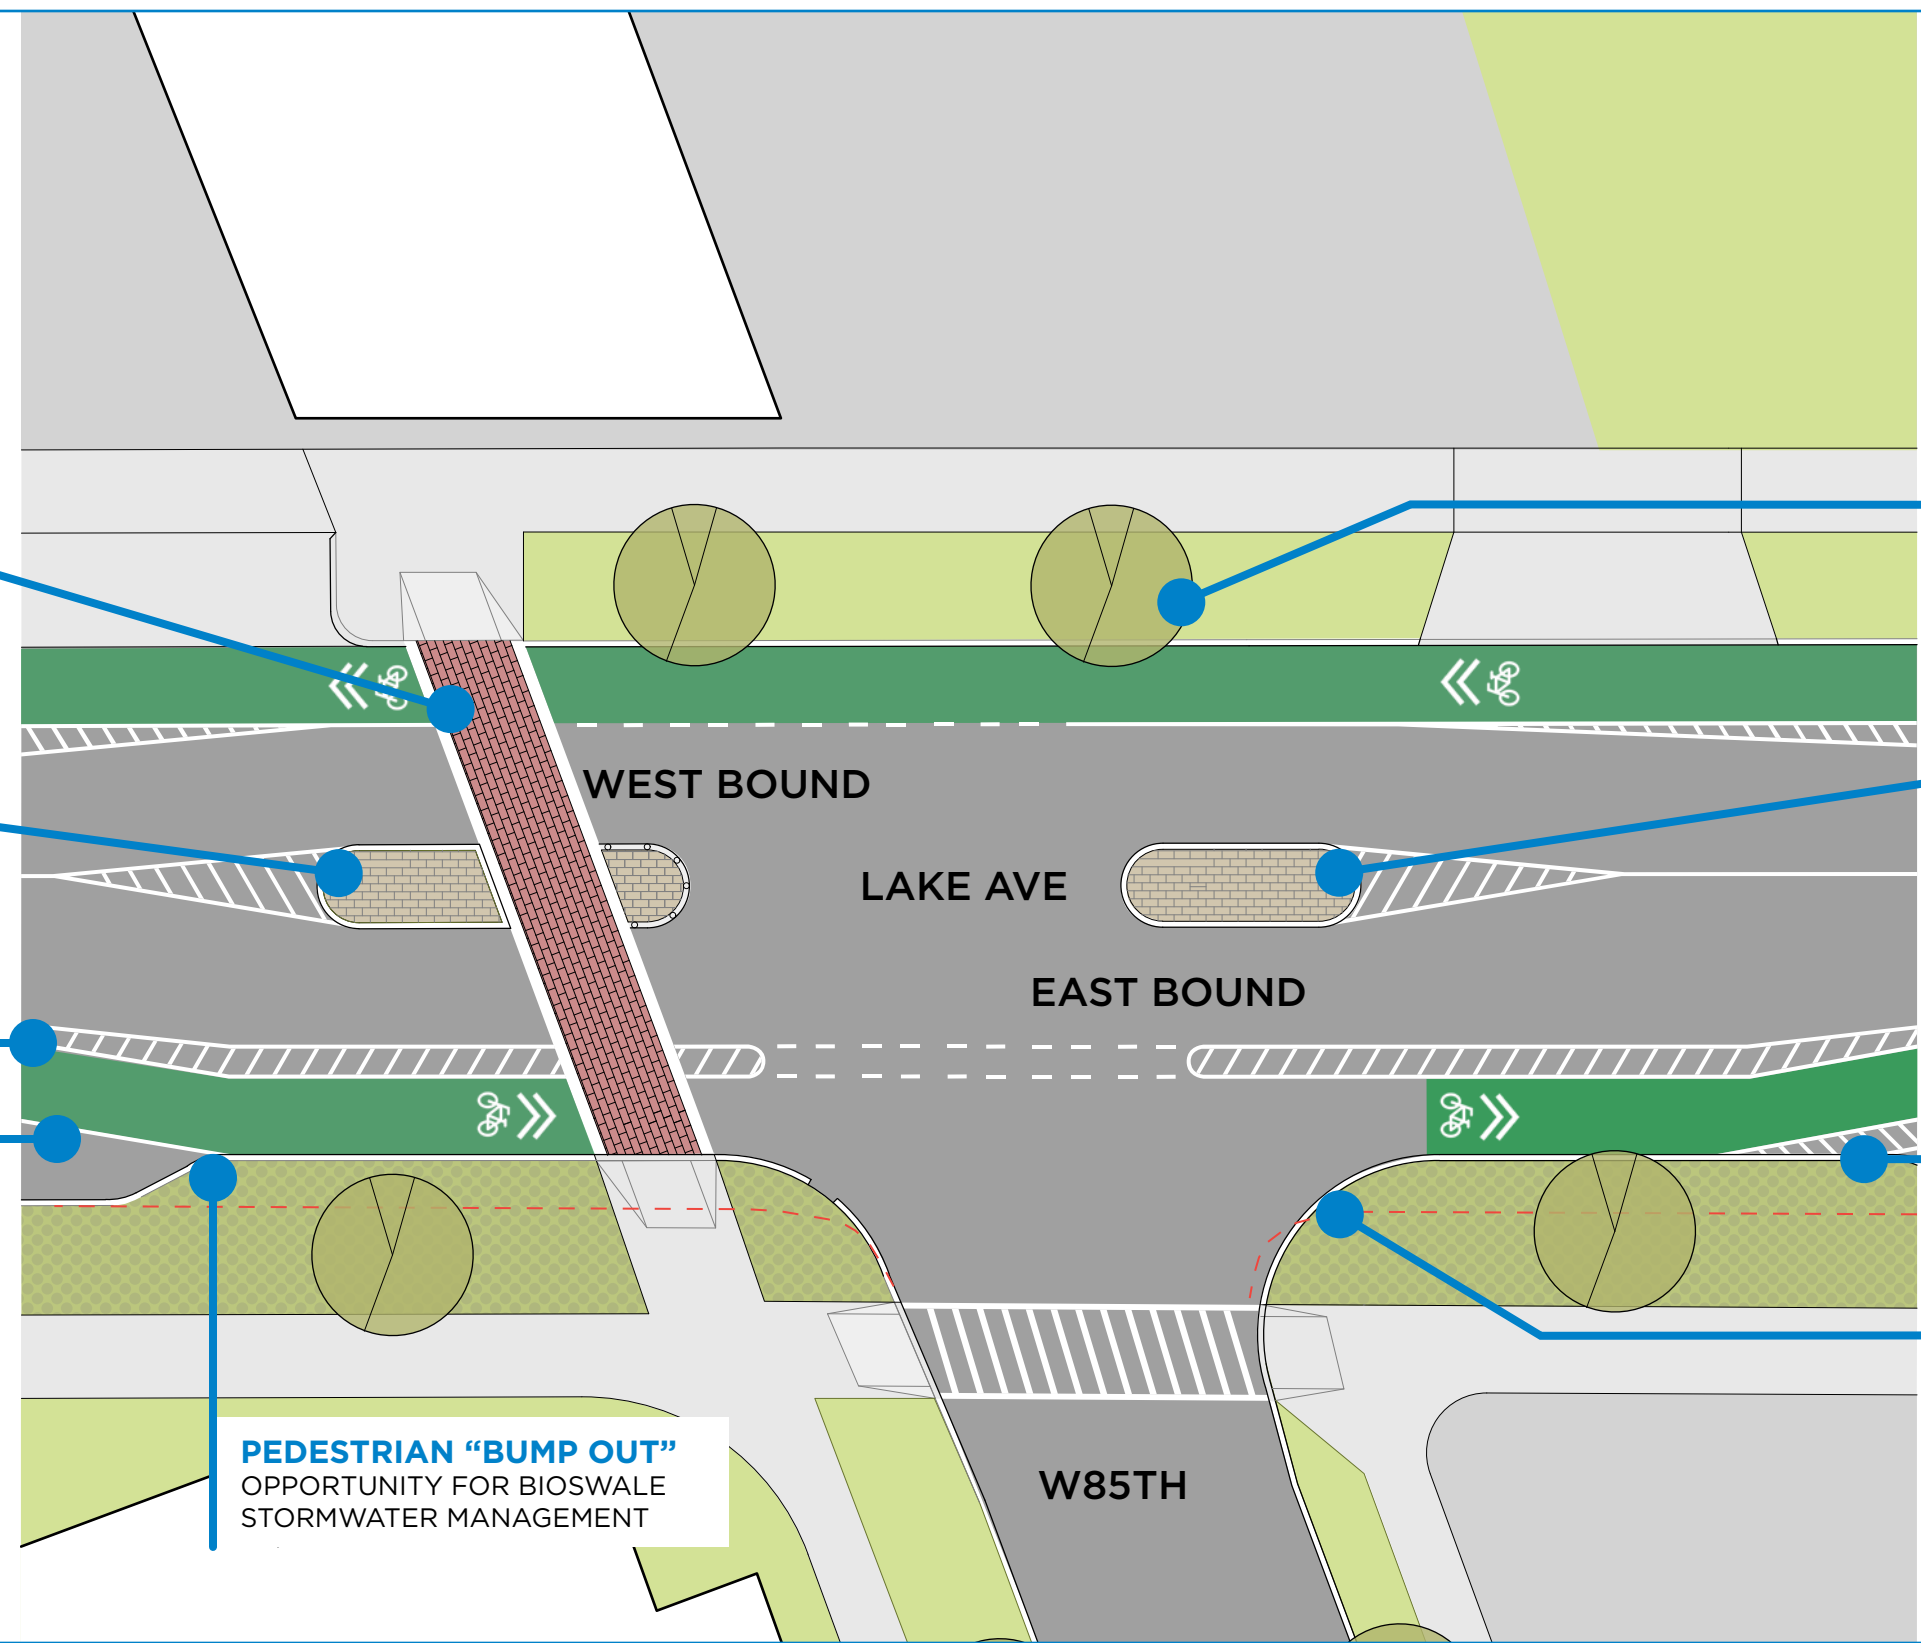 WEST BOUND
LAKE AVE
EAST BOUND
PEDESTRIAN “BUMP OUT”
OPPORTUNITY FOR BIOSWALE
STORMWATER MANAGEMENT
W85TH